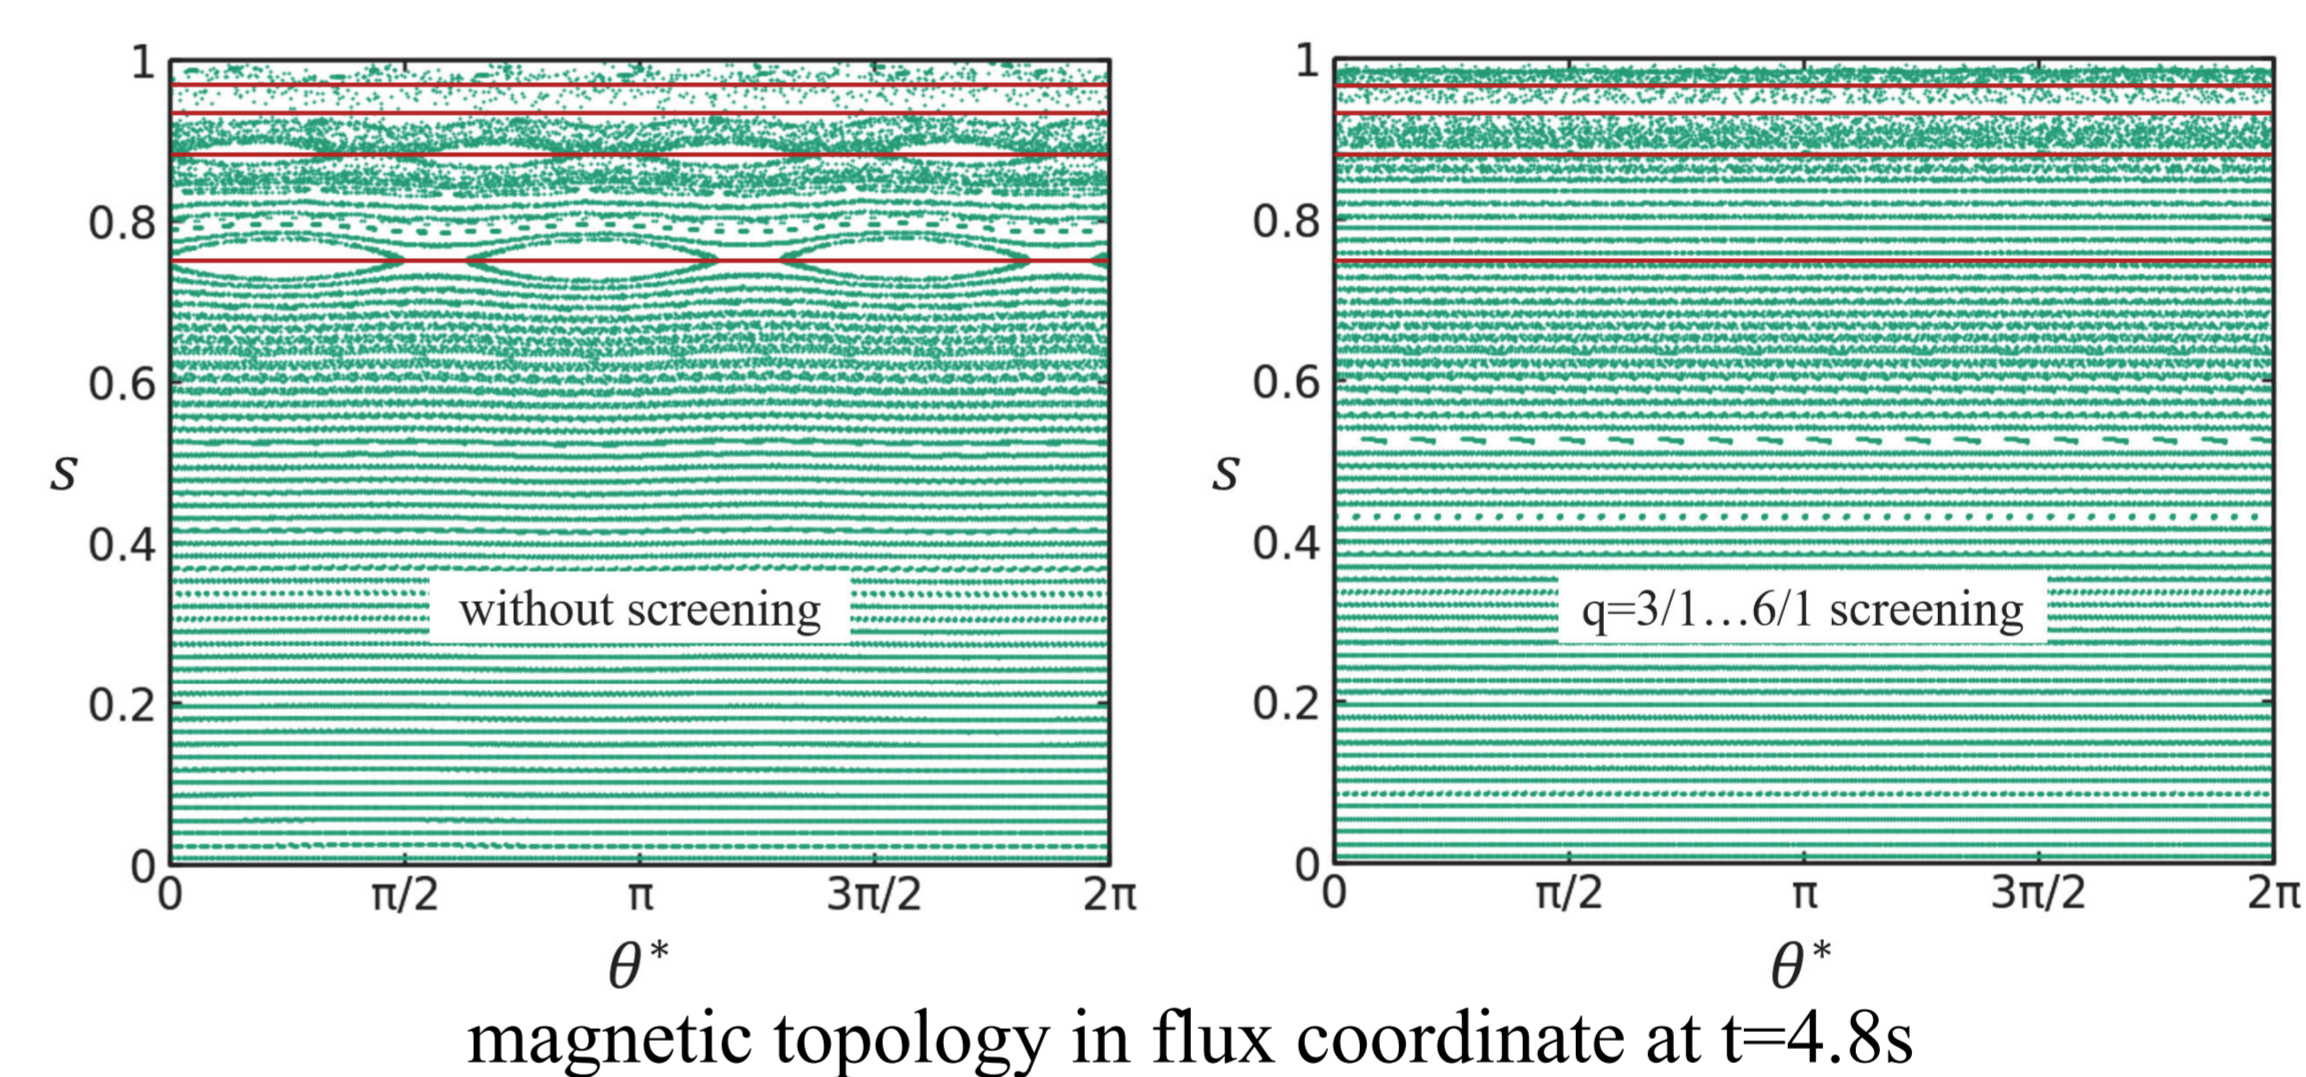 1
0.8
0.6
0.4
0.2
0
s
0
π/2
π
3π/2
2π
θ*
without screening
1
0.8
0.6
0.4
0.2
0
s
0
π/2
π
3π/2
2π
θ*
q=3/1…6/1 screening
magnetic topology in flux coordinate at t=4.8s